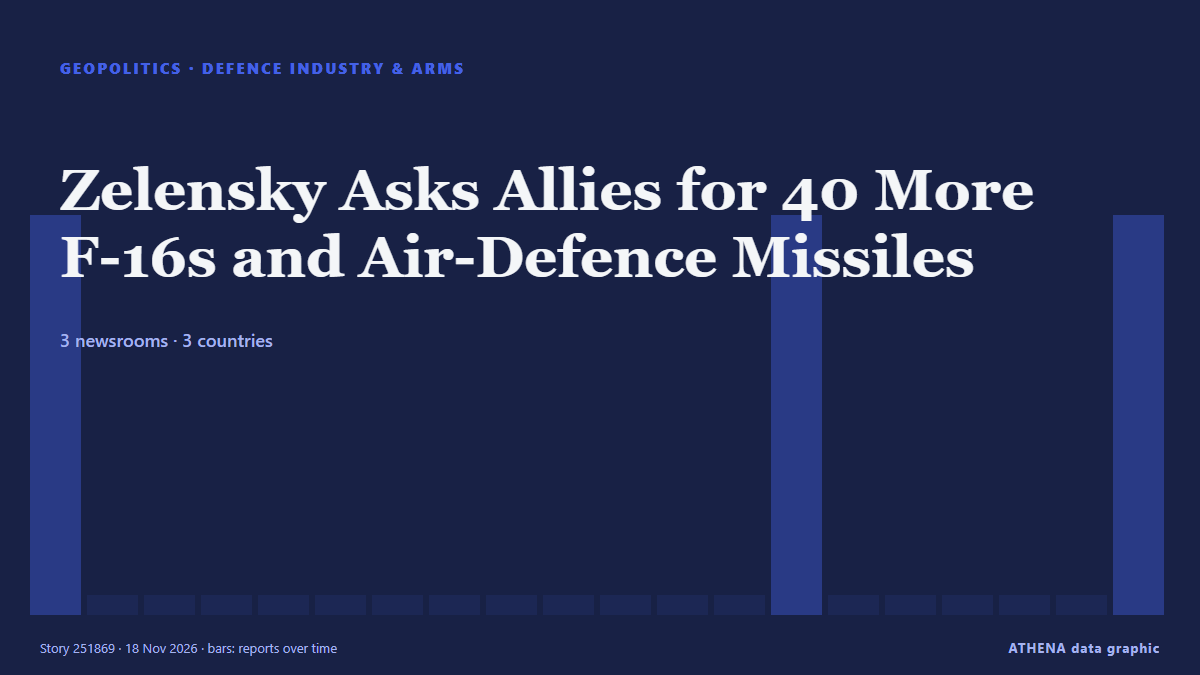 GEOPOLITICS · DEFENCE INDUSTRY & ARMS
Zelensky Asks Allies for 40 More
F-16s and Air-Defence Missiles
3 newsrooms · 3 countries
Story 251869 · 18 Nov 2026 · bars: reports over time
ATHENA data graphic